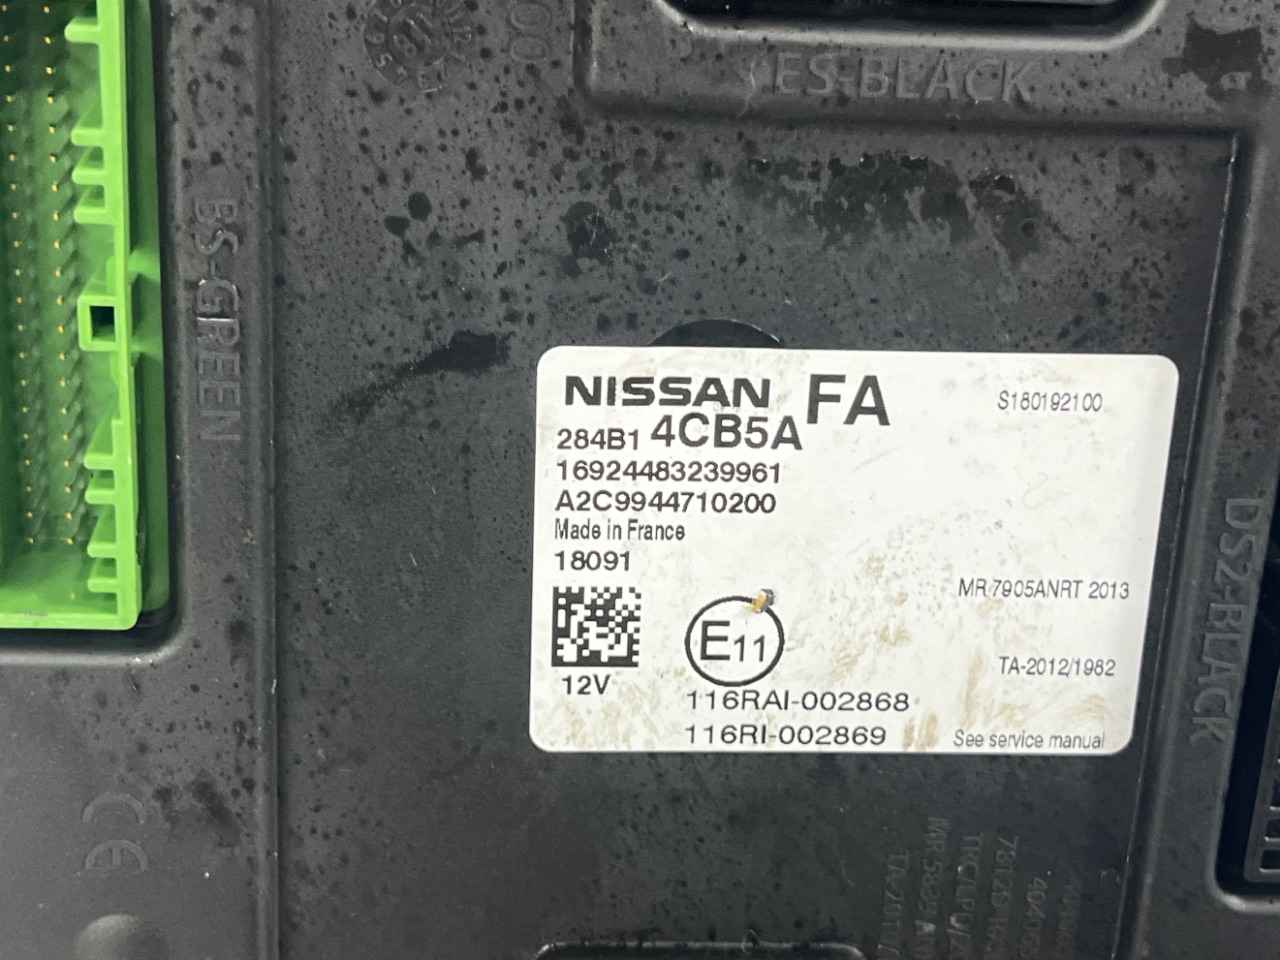 ES-BLACK
BS-GREEN
NISSAN FA
S180192100
284B1 4CB5A
16924483239961
A2C9944710200
Made in France
18091
MR 7905ANRT 2013
E11
TA-2012/1982
12V
116RAI-002868
116RI-002869
See service manual
DS2-BLACK
CE